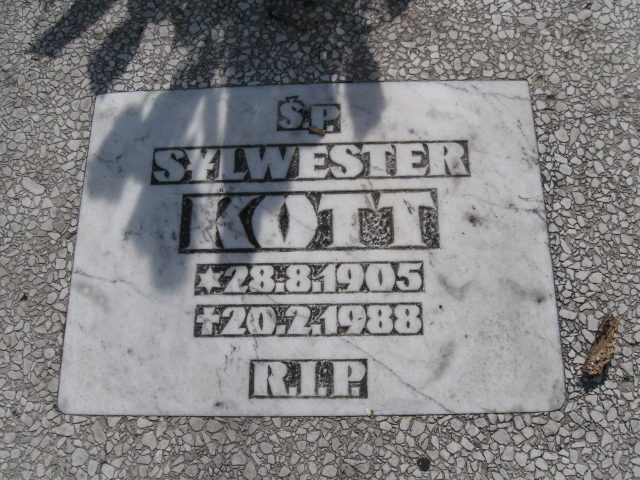 Ś.P.
SYLWESTER
KOTT
★28.8.1905
✝20.2.1988
R.I.P.